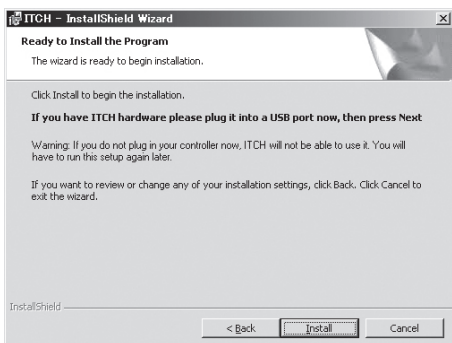 ITCH - InstallShield Wizard
Ready to Install the Program
The wizard is ready to begin installation.
Click Install to begin the installation.
If you have ITCH hardware please plug it into a USB port now, then press Next
Warning: If you do not plug in your controller now, ITCH will not be able to use it. You will
have to run this setup again later.
If you want to review or change any of your installation settings, click Back. Click Cancel to
exit the wizard.
InstallShield
< Back
Install
Cancel